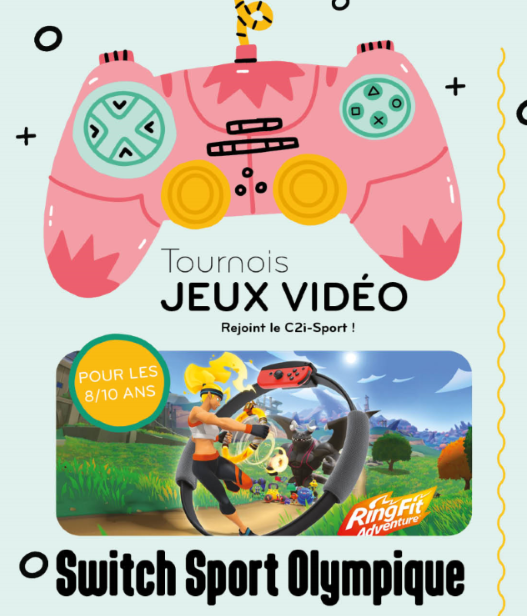 Tournois
JEUX VIDÉO
Rejoint le C2i-Sport !
POUR LES
8/10 ANS
RingFit
Adventure
Switch Sport Olympique